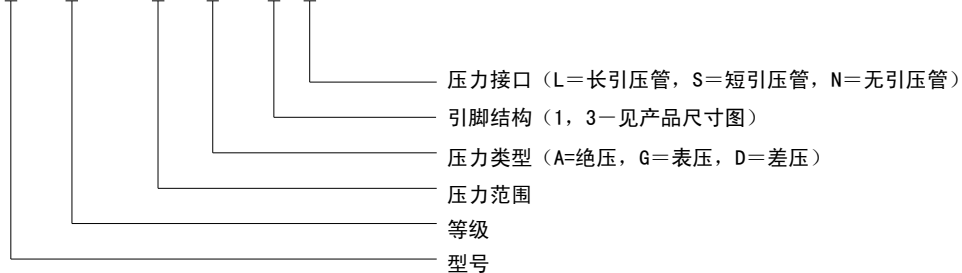 压力接口（L＝长引压管，S＝短引压管，N＝无引压管）
引脚结构（1，3－见产品尺寸图）
压力类型（A=绝压，G＝表压，D＝差压）
压力范围
等级
型号